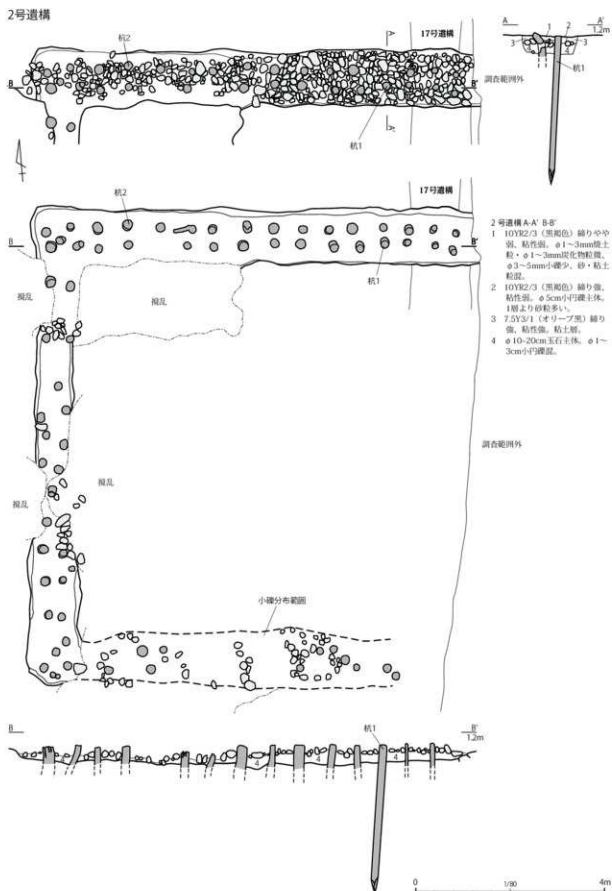 2号遺構
杭2
A
17号遺構
B
B'
A'
杭1
調査範囲外
A
1
2
A'
1.2m
3
3
4
杭1
17号遺構
杭2
B
B'
杭1
撹乱
撹乱
2 号遺構 A-A' B-B'
1 10YR2/3（黒褐色）締りやや
弱、粘性弱。φ1～3mm焼土
粒・φ1～3mm炭化物粒微、
φ3～5mm小礫少、砂・粘土
粒混。
2 10YR2/3（黒褐色）締り強、
粘性弱。φ5cm小円礫主体。
1層より砂粒多い。
3 7.5Y3/1（オリーブ黒）締り
強、粘性強。粘土層。
4 φ10-20cm玉石主体。φ1～
3cm小円礫混。
調査範囲外
撹乱
撹乱
小礫分布範囲
B
杭1
B'
1.2m
4
4
4
0
1/80
4m